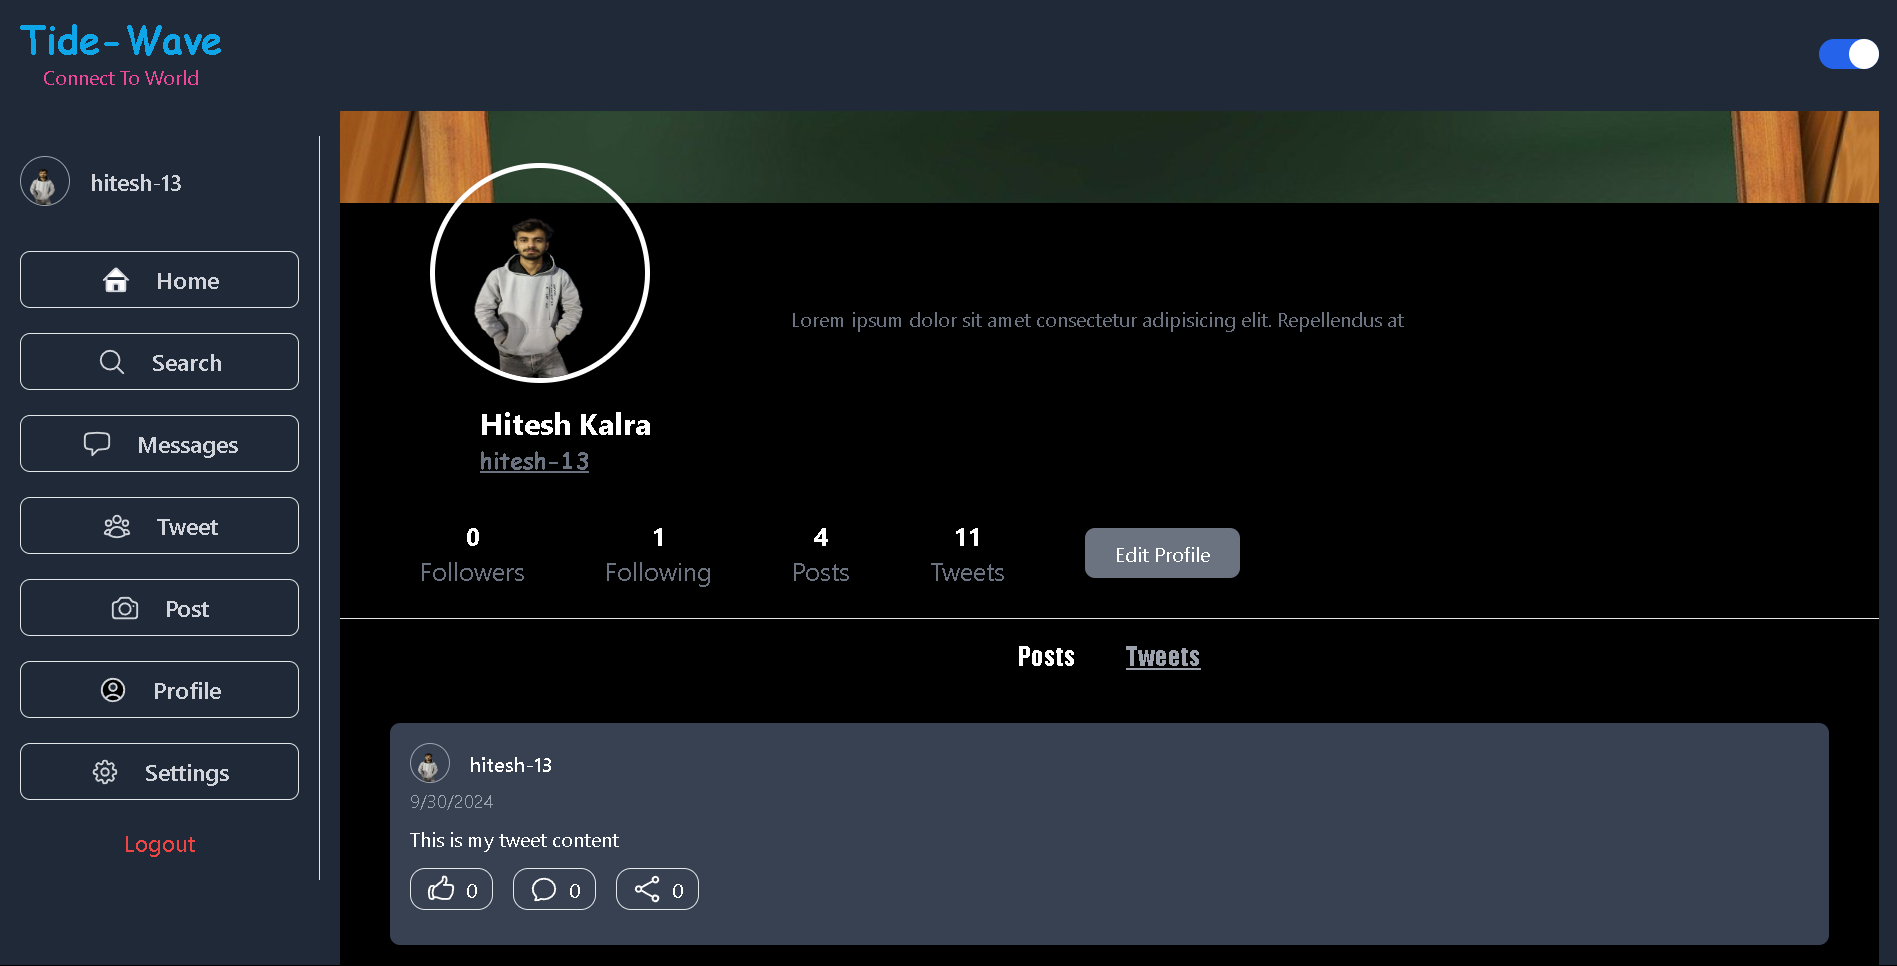 Tide-Wave
Connect To World
hitesh-13
Home
Search
Messages
Tweet
Post
Profile
Settings
Logout
Lorem ipsum dolor sit amet consectetur adipisicing elit. Repellendus at
Hitesh Kalra
hitesh-13
0 1 4 11
Followers Following Posts Tweets
Edit Profile
Posts Tweets
hitesh-13
9/30/2024
This is my tweet content
0 0 0